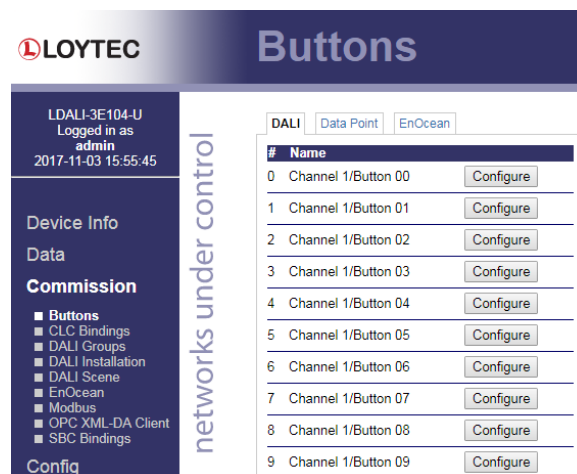 LOYTEC
Buttons
LDALI-3E104-U
Logged in as
admin
2017-11-03 15:55:45
Device Info
Data
Commission
Buttons
CLC Bindings
DALI Groups
DALI Installation
DALI Scene
EnOcean
Modbus
OPC XML-DA Client
SBC Bindings
Config
networks under control
DALI Data Point EnOcean
# Name
0 Channel 1/Button 00 Configure
1 Channel 1/Button 01 Configure
2 Channel 1/Button 02 Configure
3 Channel 1/Button 03 Configure
4 Channel 1/Button 04 Configure
5 Channel 1/Button 05 Configure
6 Channel 1/Button 06 Configure
7 Channel 1/Button 07 Configure
8 Channel 1/Button 08 Configure
9 Channel 1/Button 09 Configure